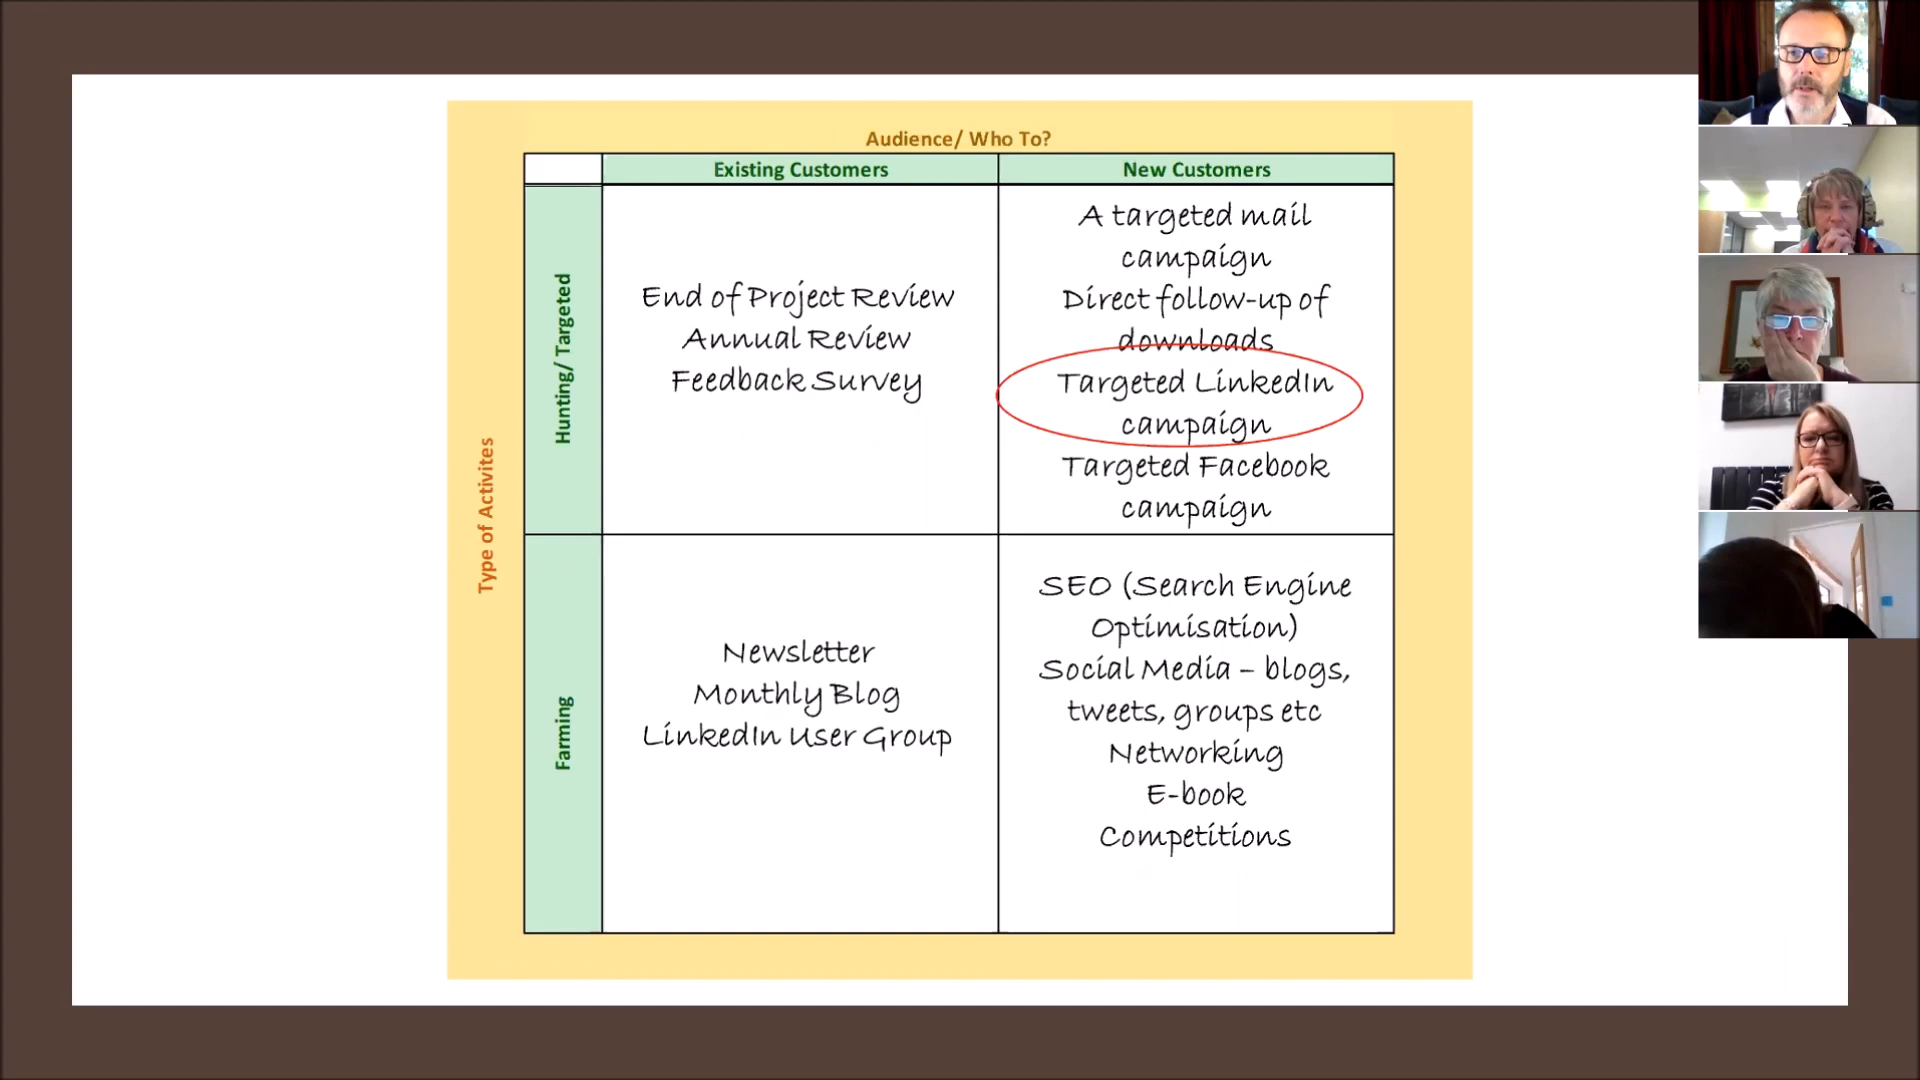 Audience/ Who To?
Existing Customers
New Customers
Type of Activites
Hunting/ Targeted
End of Project Review
Annual Review
Feedback Survey
A targeted mail
campaign
Direct follow-up of
downloads
Targeted LinkedIn
campaign
Targeted Facebook
campaign
Farming
Newsletter
Monthly Blog
LinkedIn User Group
SEO (Search Engine
Optimisation)
Social Media – blogs,
tweets, groups etc
Networking
E-book
Competitions